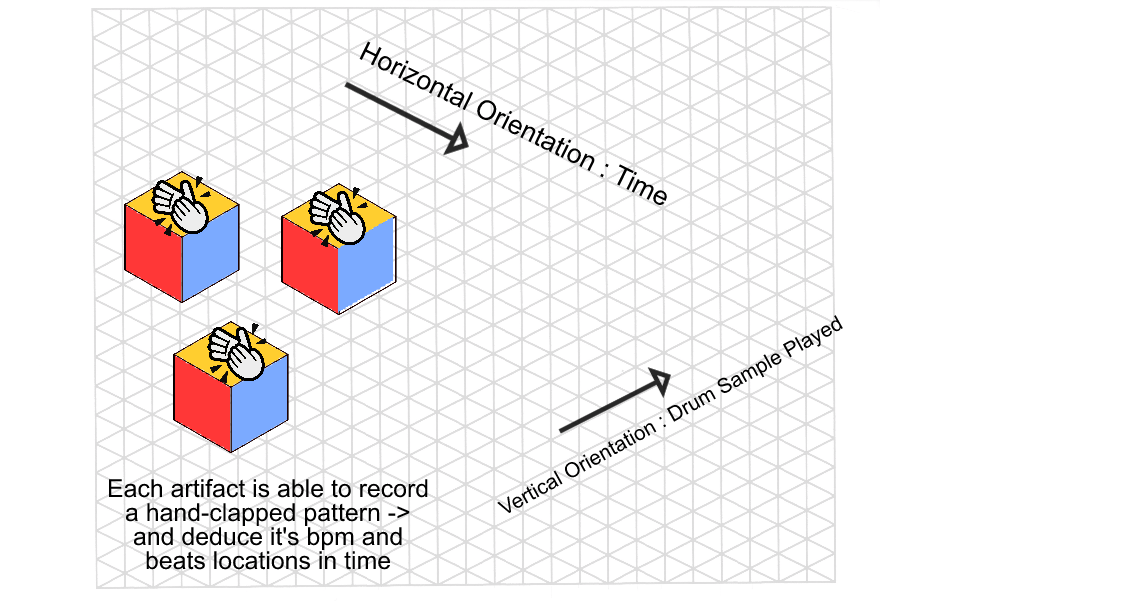 Horizontal Orientation : Time
Vertical Orientation : Drum Sample Played
Each artifact is able to record
a hand-clapped pattern ->
and deduce it's bpm and
beats locations in time